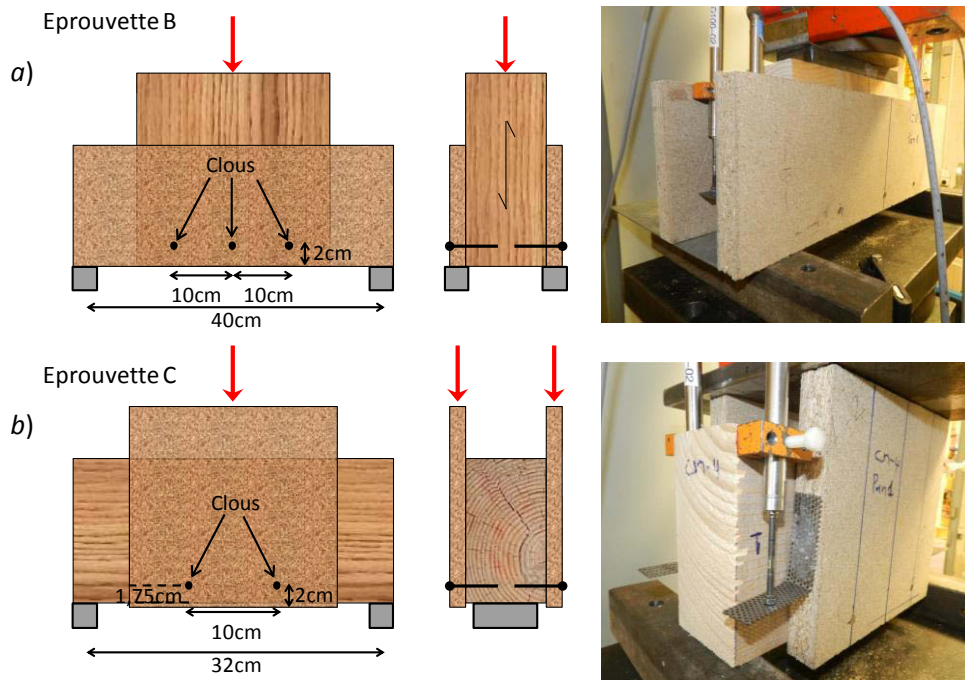 Eprouvette B
a)
Clous
2cm
10cm 10cm
40cm
Eprouvette C
b)
Clous
1,75cm
2cm
10cm
32cm
T